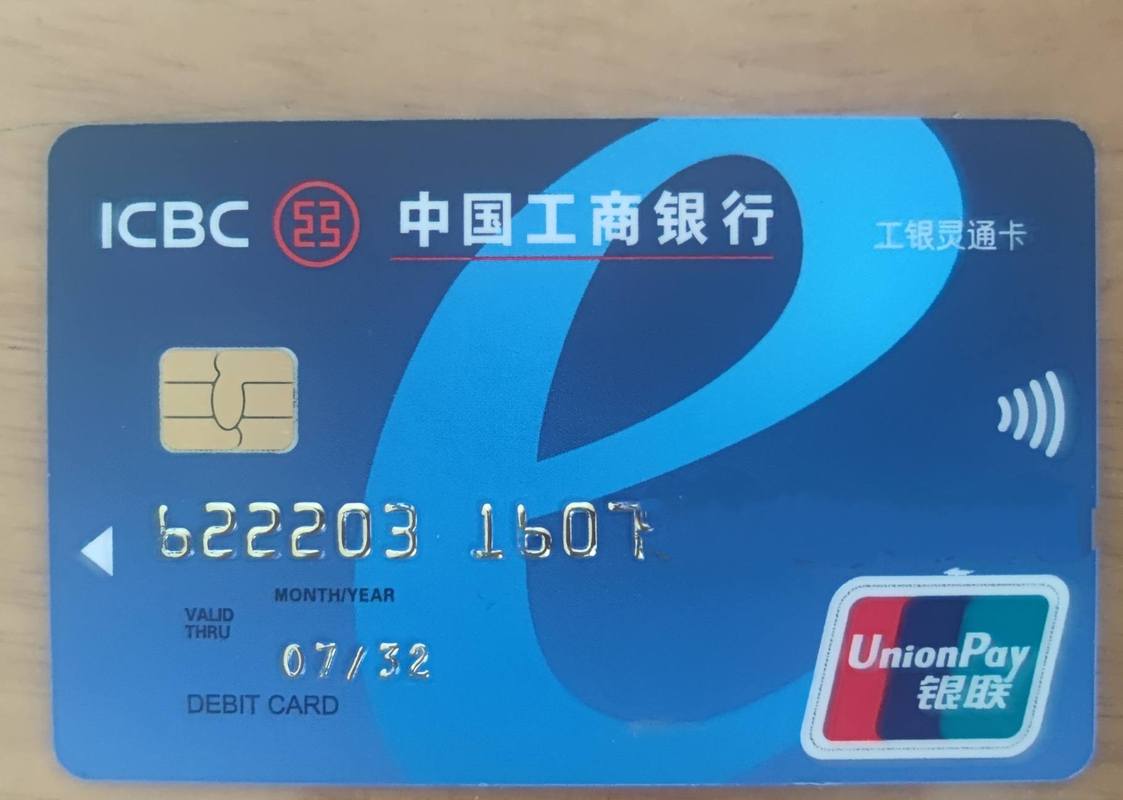 ICBC 中国工商银行
工银灵通卡
622203 1607
MONTH/YEAR
VALID
THRU
07/32
DEBIT CARD
UnionPay
银联